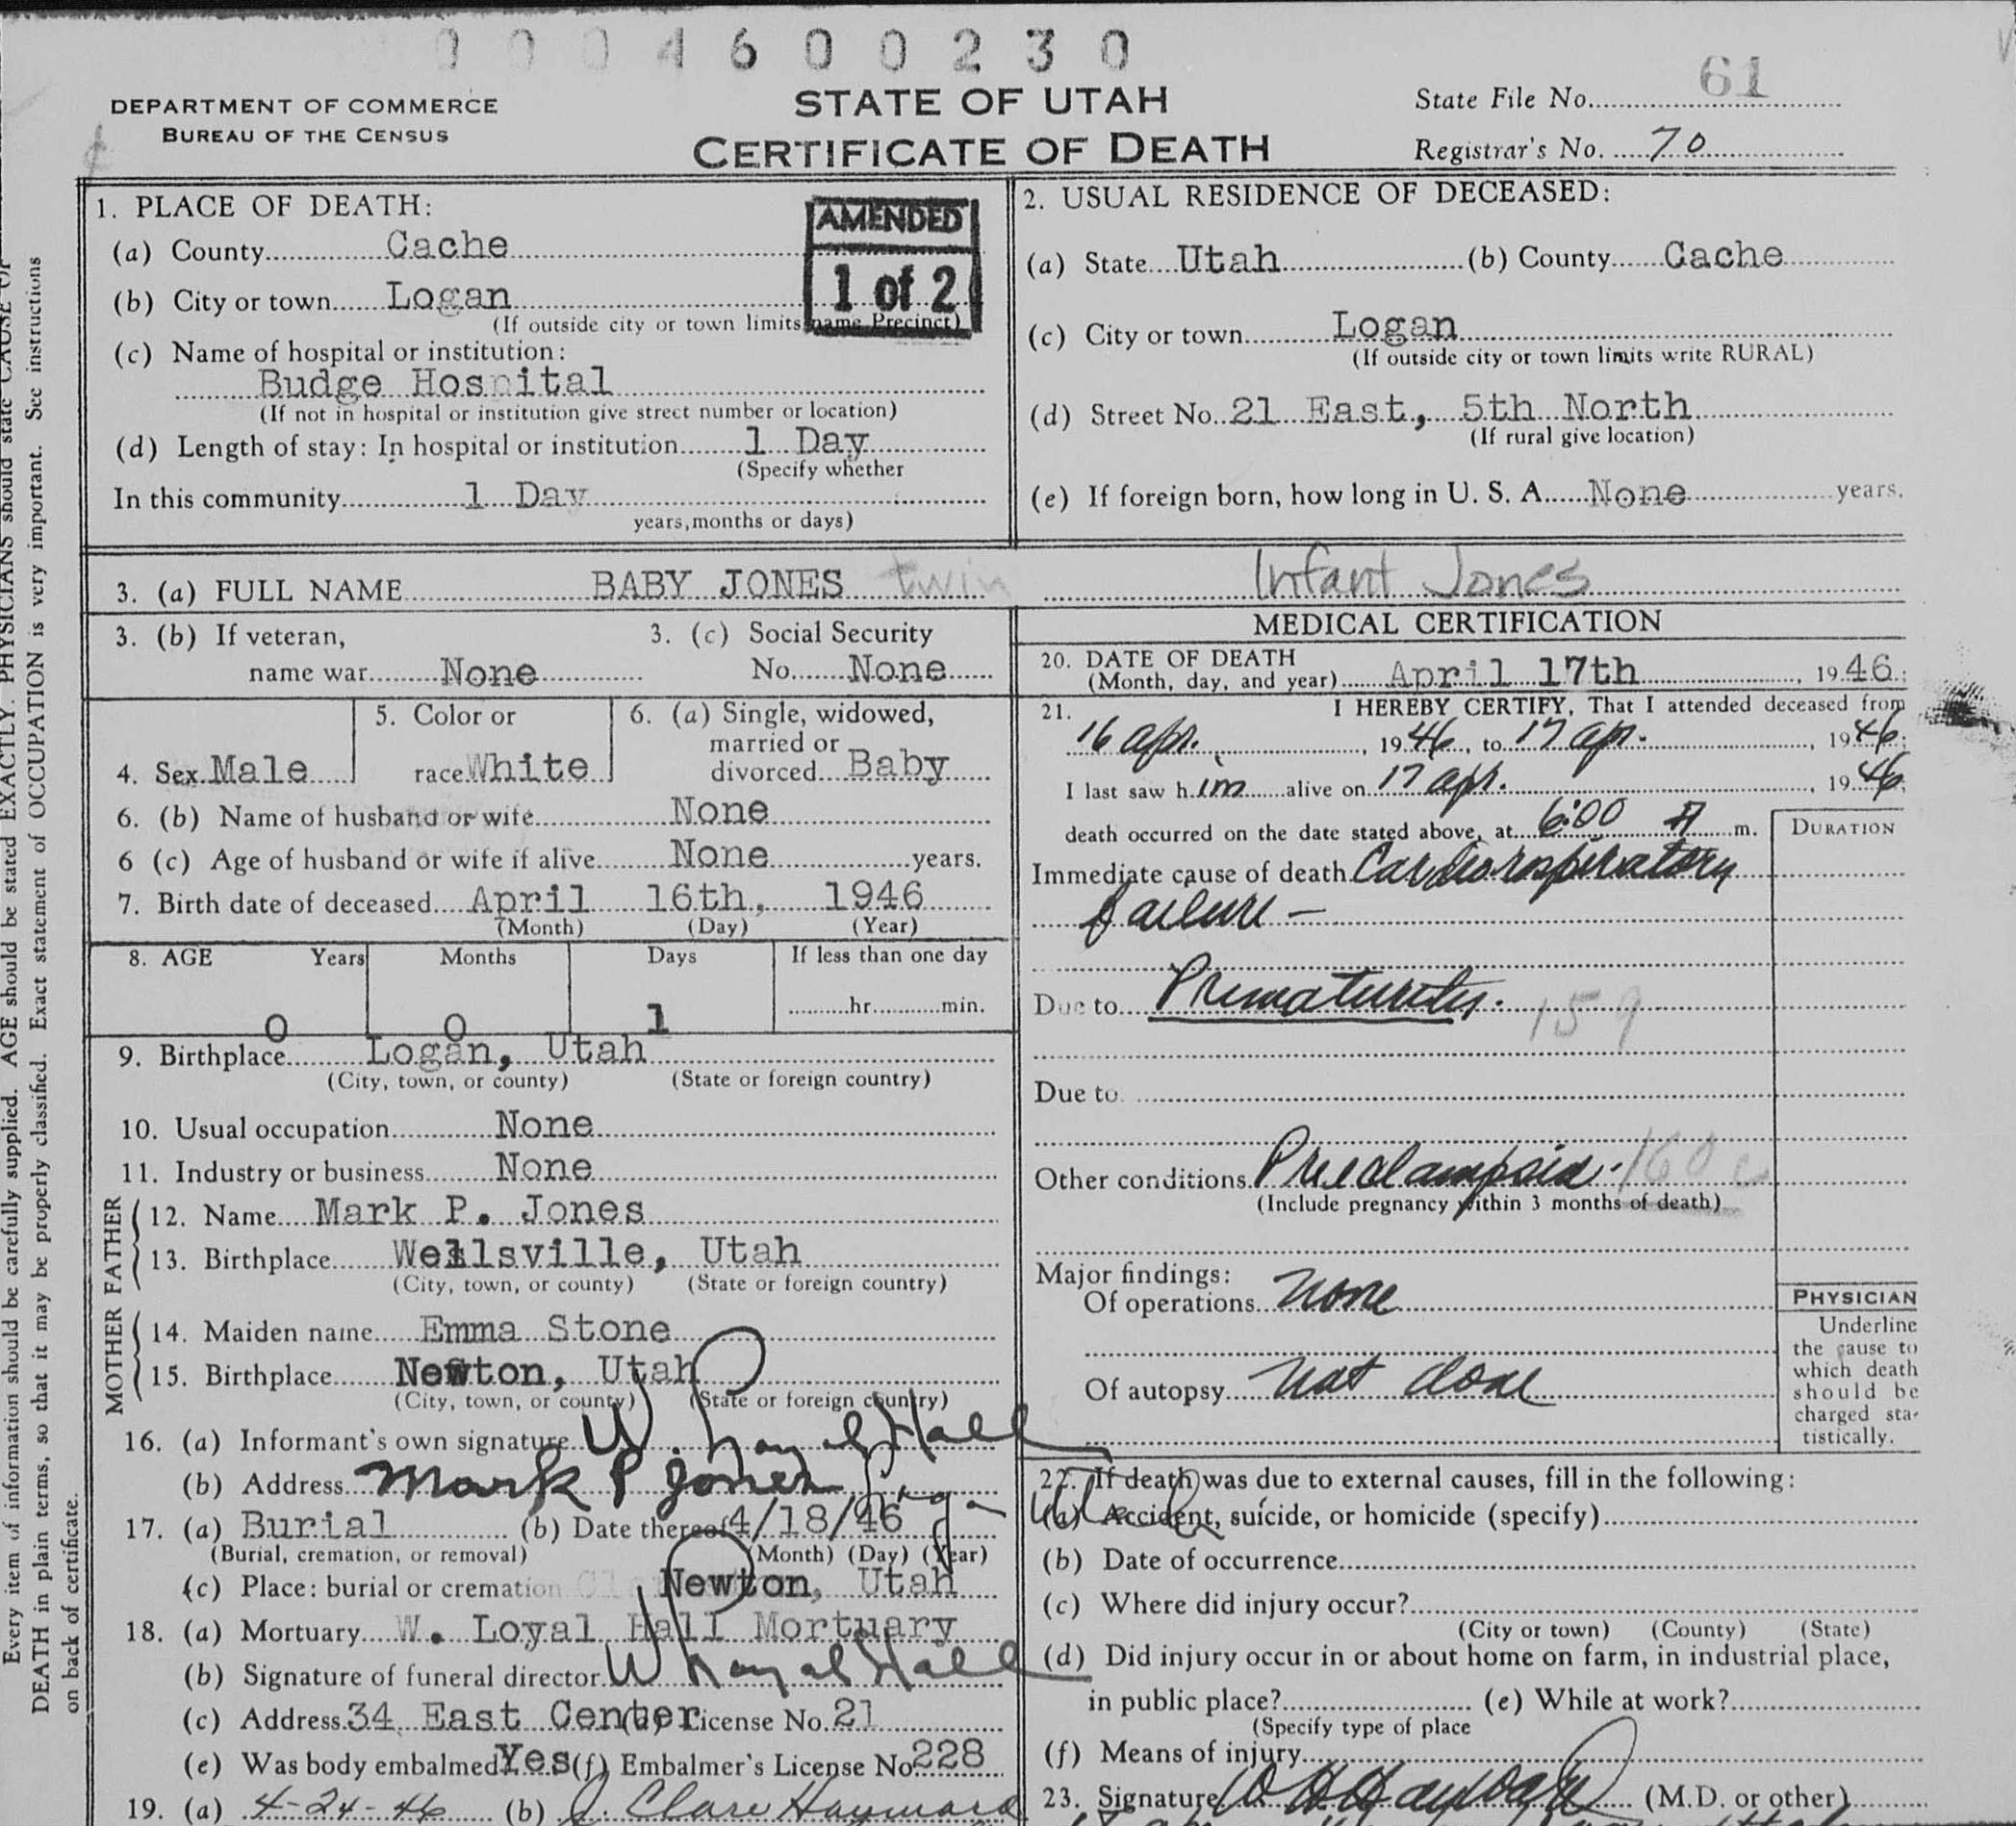 0 0 0 4 6 0 0 2 3 0
61
DEPARTMENT OF COMMERCE
BUREAU OF THE CENSUS
STATE OF UTAH
CERTIFICATE OF DEATH
State File No.
Registrar's No. 70
1. PLACE OF DEATH:
(a) County Cache
(b) City or town Logan
(If outside city or town limits name Precinct)
AMENDED
1 of 2
(c) Name of hospital or institution:
Budge Hospital
(If not in hospital or institution give street number or location)
(d) Length of stay: In hospital or institution 1 Day
(Specify whether
In this community 1 Day
years, months or days)
2. USUAL RESIDENCE OF DECEASED:
(a) State Utah (b) County Cache
(c) City or town Logan
(If outside city or town limits write RURAL)
(d) Street No. 21 East, 5th North
(If rural give location)
(e) If foreign born, how long in U. S. A. None years.
3. (a) FULL NAME BABY JONES twin Infant Jones
3. (b) If veteran,
name war None
3. (c) Social Security
No. None
4. Sex Male
5. Color or
race White
6. (a) Single, widowed,
married or
divorced Baby
6. (b) Name of husband or wife None
6 (c) Age of husband or wife if alive None years.
7. Birth date of deceased April 16th, 1946
(Month) (Day) (Year)
8. AGE Years Months Days If less than one day
0 0 1 hr. min.
9. Birthplace Logan, Utah
(City, town, or county) (State or foreign country)
10. Usual occupation None
11. Industry or business None
FATHER
12. Name Mark P. Jones
13. Birthplace Wellsville, Utah
(City, town, or county) (State or foreign country)
MOTHER
14. Maiden name Emma Stone
15. Birthplace Newton, Utah
(City, town, or county) (State or foreign country)
16. (a) Informant's own signature W. Loyal Hall
(b) Address Mark P Jones Logan Utah
17. (a) Burial (b) Date thereof 4/18/46
(Burial, cremation, or removal) (Month) (Day) (Year)
(c) Place: burial or cremation Newton, Utah
18. (a) Mortuary W. Loyal Hall Mortuary
(b) Signature of funeral director W Loyal Hall
(c) Address 34 East Center License No. 21
(e) Was body embalmed Yes (f) Embalmer's License No. 228
19. (a) 4-24-46 (b) J. Clare Hayward
MEDICAL CERTIFICATION
20. DATE OF DEATH
(Month, day, and year) April 17th, 1946.
21. I HEREBY CERTIFY, That I attended deceased from
16 apr., 1946, to 17 apr., 1946;
I last saw h im alive on 17 apr., 1946;
death occurred on the date stated above, at 6:00 A m.
DURATION
Immediate cause of death Cardiorespiratory
failure —
Due to Prematurity. 159
Due to
Other conditions Preeclampsia. 160 c
(Include pregnancy within 3 months of death)
Major findings:
Of operations none
Of autopsy not done
PHYSICIAN
Underline
the cause to
which death
should be
charged sta-
tistically.
22. If death was due to external causes, fill in the following:
(a) Accident, suicide, or homicide (specify)
(b) Date of occurrence
(c) Where did injury occur?
(City or town) (County) (State)
(d) Did injury occur in or about home on farm, in industrial place,
in public place? (e) While at work?
(Specify type of place
(f) Means of injury
23. Signature (M.D. or other)
Every item of information should be carefully supplied. AGE should be stated EXACTLY. PHYSICIANS should state CAUSE OF
DEATH in plain terms, so that it may be properly classified. Exact statement of OCCUPATION is very important. See instructions
on back of certificate.